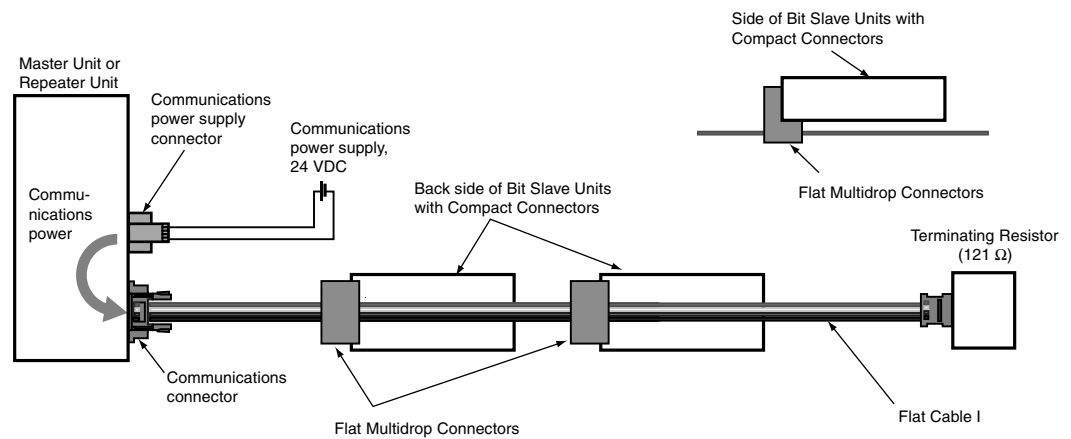 Side of Bit Slave Units with
Compact Connectors
Master Unit or
Repeater Unit
Communications
power supply
connector
Communications
power supply,
24 VDC
Commu-
nications
power
Flat Multidrop Connectors
Back side of Bit Slave Units
with Compact Connectors
Terminating Resistor
(121 Ω)
Communications
connector
Flat Cable I
Flat Multidrop Connectors